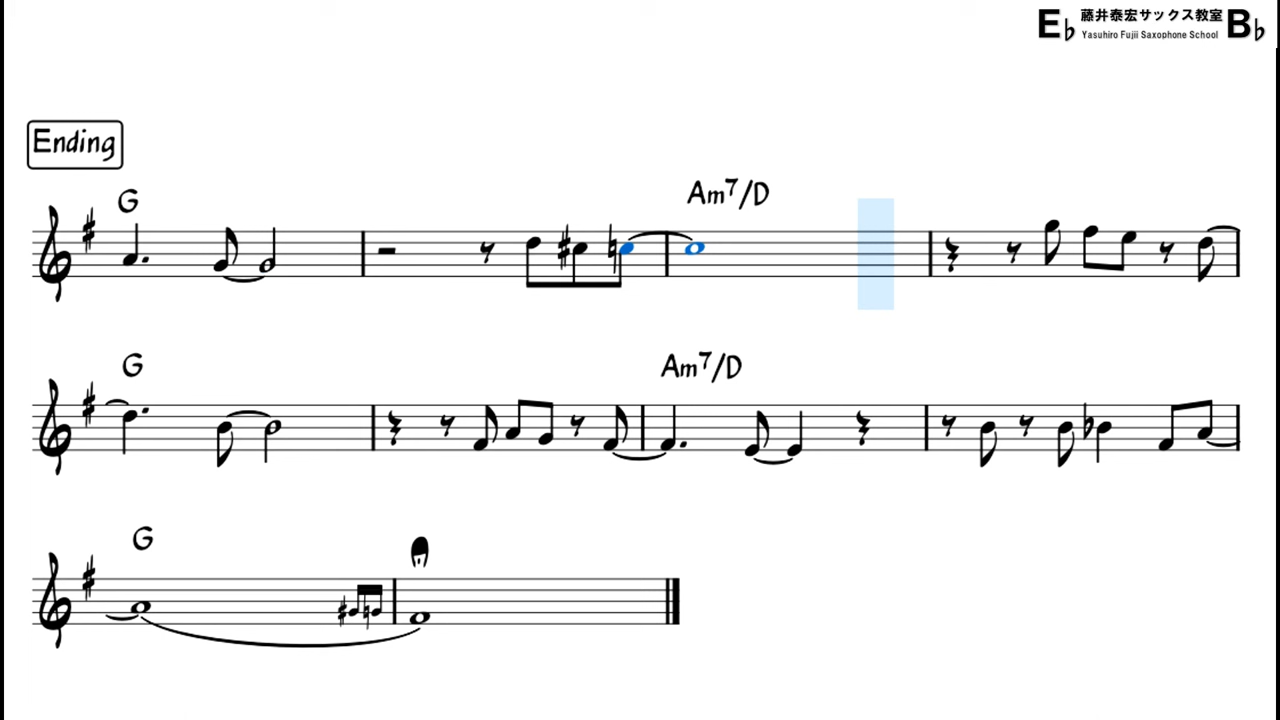 E♭ 藤井泰宏サックス教室 B♭
Yasuhiro Fujii Saxophone School
Ending
G Am7/D
G Am7/D
G